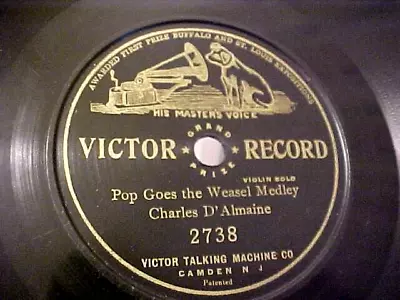 AWARDED FIRST PRIZE BUFFALO AND ST. LOUIS EXPOSITIONS
HIS MASTER'S VOICE
GRAND
VICTOR RECORD
PRIZE
VIOLIN SOLO
Pop Goes the Weasel Medley
Charles D'Almaine
2738
VICTOR TALKING MACHINE CO
CAMDEN N J
Patented